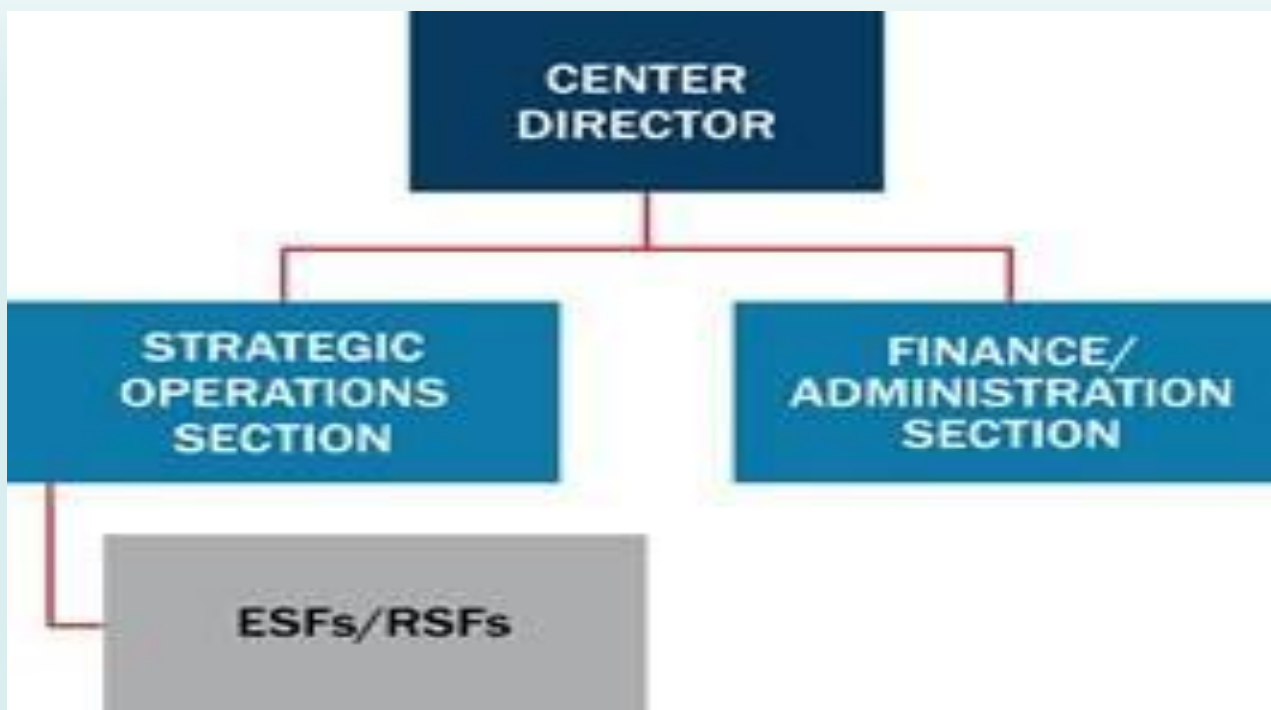 CENTER
DIRECTOR
STRATEGIC
OPERATIONS
SECTION
FINANCE/
ADMINISTRATION
SECTION
ESFs/RSFs